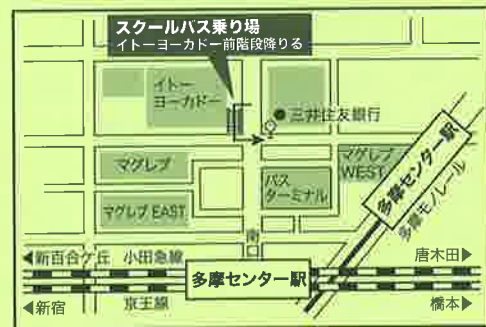 スクールバス乗り場
イトーヨーカドー前階段降りる
イトー
ヨーカドー
三井住友銀行
マグレブ
マグレブ
WEST
バス
ターミナル
マグレブ EAST
多摩センター駅
多摩モノレール
南
◀新百合ケ丘 小田急線
唐木田▶
多摩センター駅
◀新宿
京王線
橋本▶